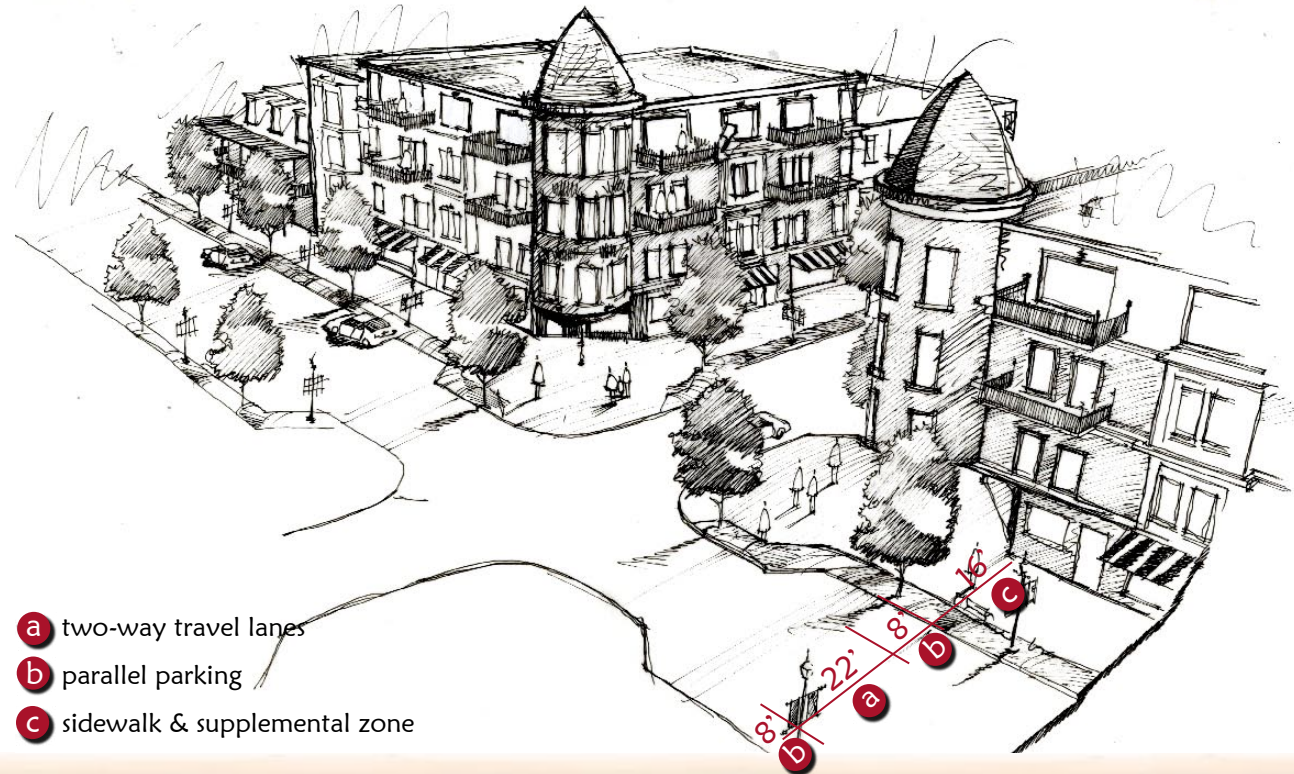 16'
c
8'
b
22'
a
8'
b
a two-way travel lanes
b parallel parking
c sidewalk & supplemental zone